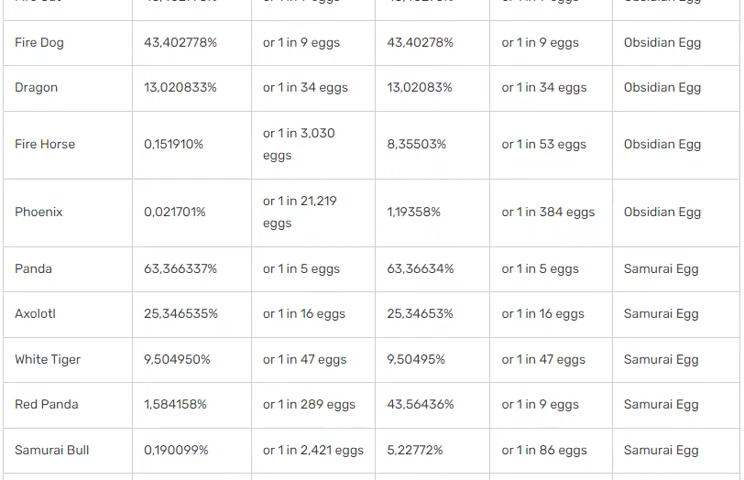 Fire Dog 43,402778% or 1 in 9 eggs 43,40278% or 1 in 9 eggs Obsidian Egg
Dragon 13,020833% or 1 in 34 eggs 13,02083% or 1 in 34 eggs Obsidian Egg
Fire Horse 0,151910% or 1 in 3,030 eggs 8,35503% or 1 in 53 eggs Obsidian Egg
Phoenix 0,021701% or 1 in 21,219 eggs 1,19358% or 1 in 384 eggs Obsidian Egg
Panda 63,366337% or 1 in 5 eggs 63,36634% or 1 in 5 eggs Samurai Egg
Axolotl 25,346535% or 1 in 16 eggs 25,34653% or 1 in 16 eggs Samurai Egg
White Tiger 9,504950% or 1 in 47 eggs 9,50495% or 1 in 47 eggs Samurai Egg
Red Panda 1,584158% or 1 in 289 eggs 43,56436% or 1 in 9 eggs Samurai Egg
Samurai Bull 0,190099% or 1 in 2,421 eggs 5,22772% or 1 in 86 eggs Samurai Egg